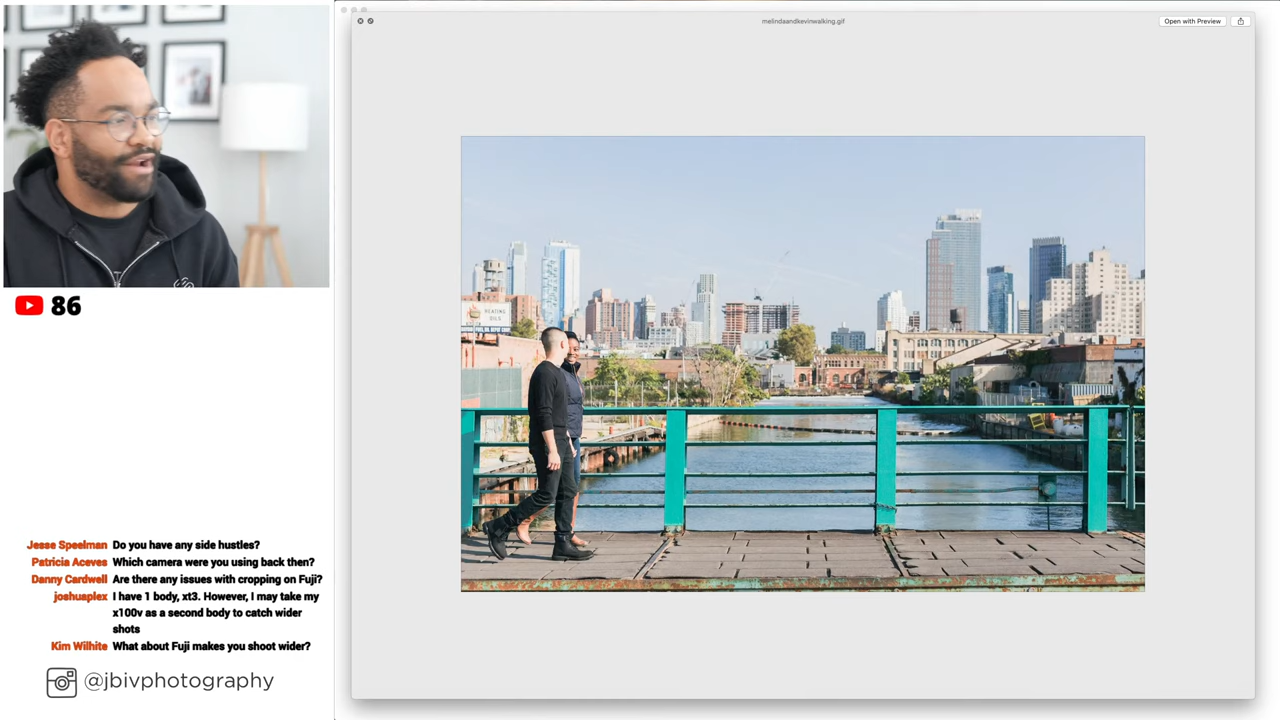 melindaandkevinwalking.gif
Open with Preview
86
Jesse Speelman Do you have any side hustles?
Patricia Aceves Which camera were you using back then?
Danny Cardwell Are there any issues with cropping on Fuji?
joshuaplex I have 1 body, xt3. However, I may take my
x100v as a second body to catch wider
shots
Kim Wilhite What about Fuji makes you shoot wider?
@jbivphotography